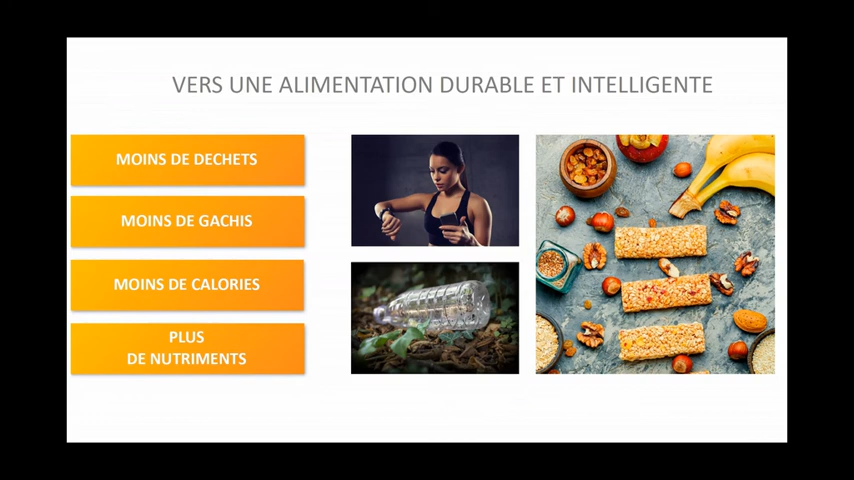 VERS UNE ALIMENTATION DURABLE ET INTELLIGENTE
MOINS DE DECHETS
MOINS DE GACHIS
MOINS DE CALORIES
PLUS
DE NUTRIMENTS